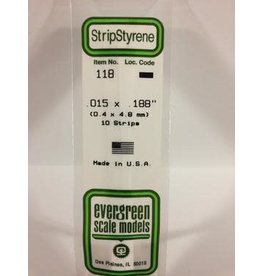 StripStyrene
Item No. Loc. Code
118
.015 x .188"
(0.4 x 4.8 mm)
10 Strips
Made in U.S.A.
evergreen
scale models
Des Plaines, IL 60018